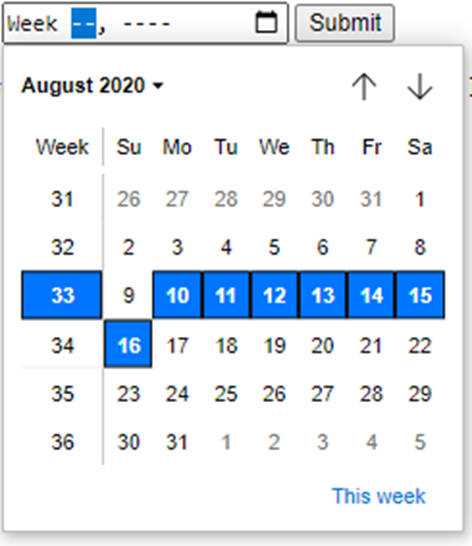 Week --, ---- Submit
August 2020
Week Su Mo Tu We Th Fr Sa
31 26 27 28 29 30 31 1
32 2 3 4 5 6 7 8
33 9 10 11 12 13 14 15
34 16 17 18 19 20 21 22
35 23 24 25 26 27 28 29
36 30 31 1 2 3 4 5
This week